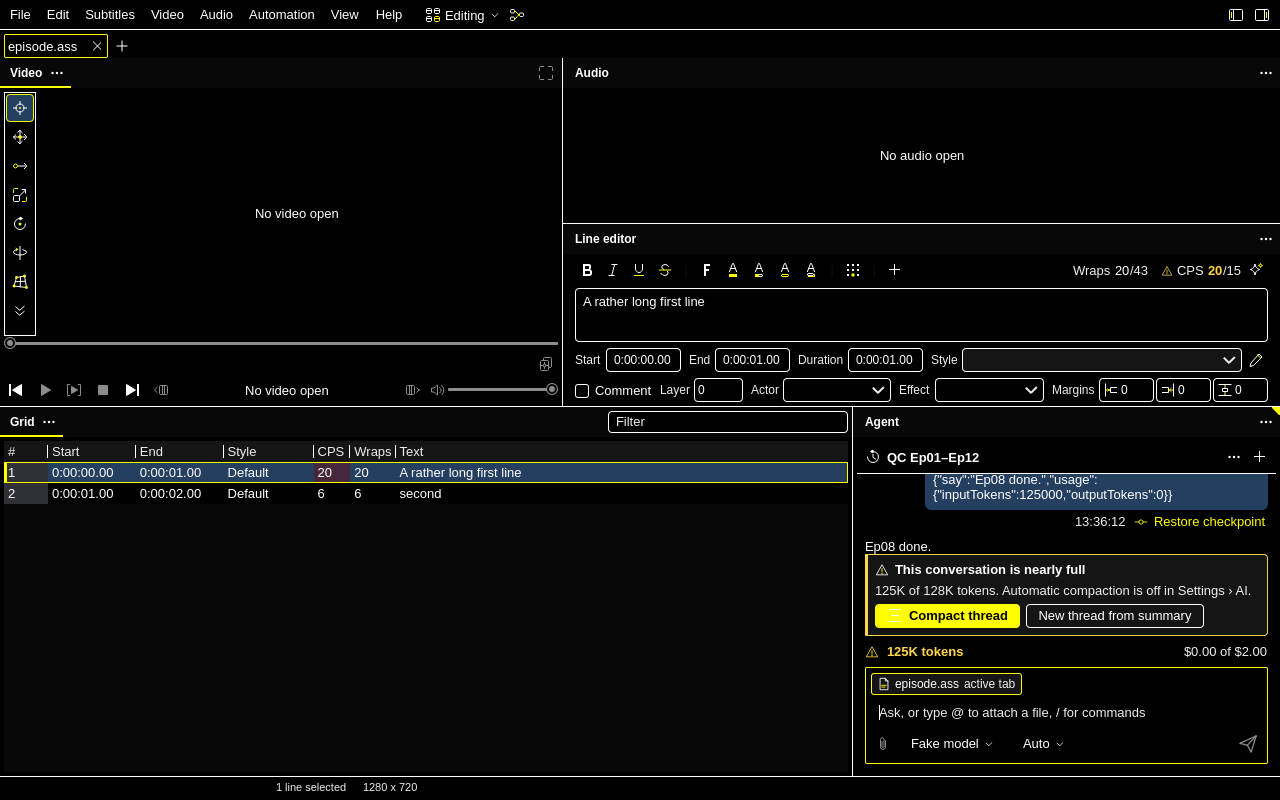 File Edit Subtitles Video Audio Automation View Help Editing
episode.ass
Video
Audio
No video open
No audio open
Line editor
Wraps 20/43 CPS 20/15
A rather long first line
Start 0:00:00.00 End 0:00:01.00 Duration 0:00:01.00 Style
Comment Layer 0 Actor Effect Margins 0 0 0
No video open
Grid
Filter
# Start End Style CPS Wraps Text
1 0:00:00.00 0:00:01.00 Default 20 20 A rather long first line
2 0:00:01.00 0:00:02.00 Default 6 6 second
Agent
QC Ep01–Ep12
{"say":"Ep08 done.","usage":
{"inputTokens":125000,"outputTokens":0}}
13:36:12 Restore checkpoint
Ep08 done.
This conversation is nearly full
125K of 128K tokens. Automatic compaction is off in Settings › AI.
Compact thread New thread from summary
125K tokens $0.00 of $2.00
episode.ass active tab
Ask, or type @ to attach a file, / for commands
Fake model Auto
1 line selected 1280 x 720